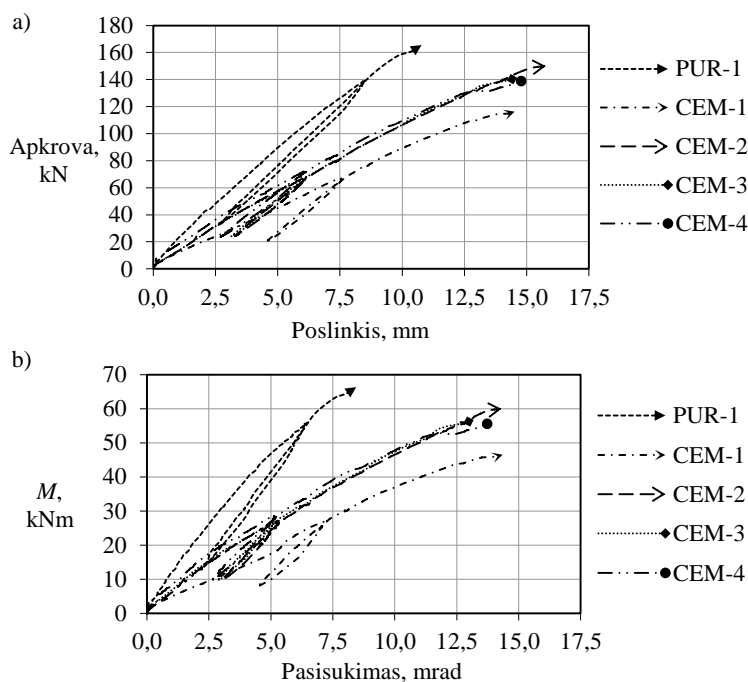 a)
180
160
140
120
100
80
60
40
20
0
Apkrova,
kN
0,0 2,5 5,0 7,5 10,0 12,5 15,0 17,5
Poslinkis, mm
PUR-1
CEM-1
CEM-2
CEM-3
CEM-4
b)
70
60
50
40
30
20
10
0
M,
kNm
0,0 2,5 5,0 7,5 10,0 12,5 15,0 17,5
Pasisukimas, mrad
PUR-1
CEM-1
CEM-2
CEM-3
CEM-4